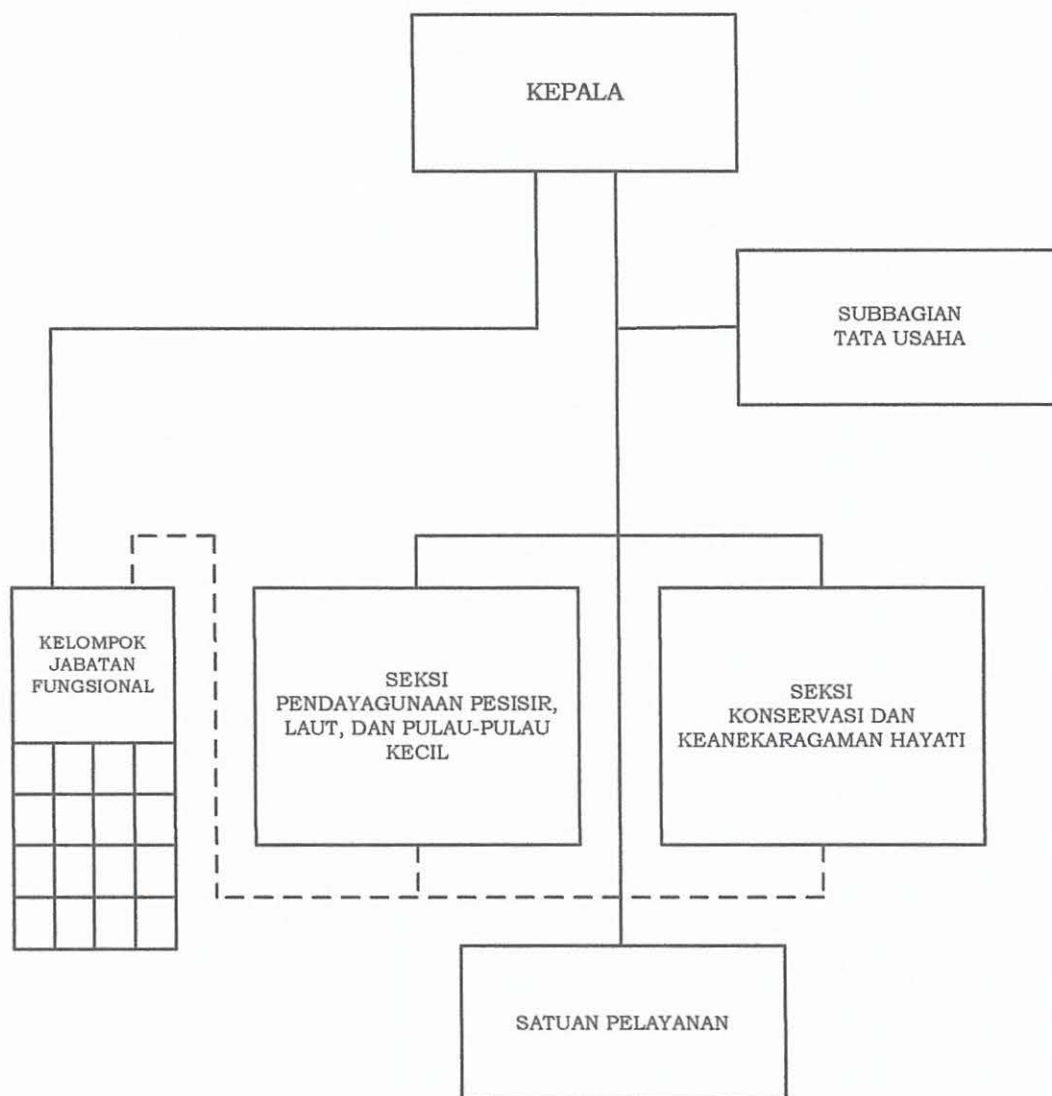 KEPALA
SUBBAGIAN
TATA USAHA
KELOMPOK
JABATAN
FUNGSIONAL
SEKSI
PENDAYAGUNAAN PESISIR,
LAUT, DAN PULAU-PULAU
KECIL
SEKSI
KONSERVASI DAN
KEANEKARAGAMAN HAYATI
SATUAN PELAYANAN